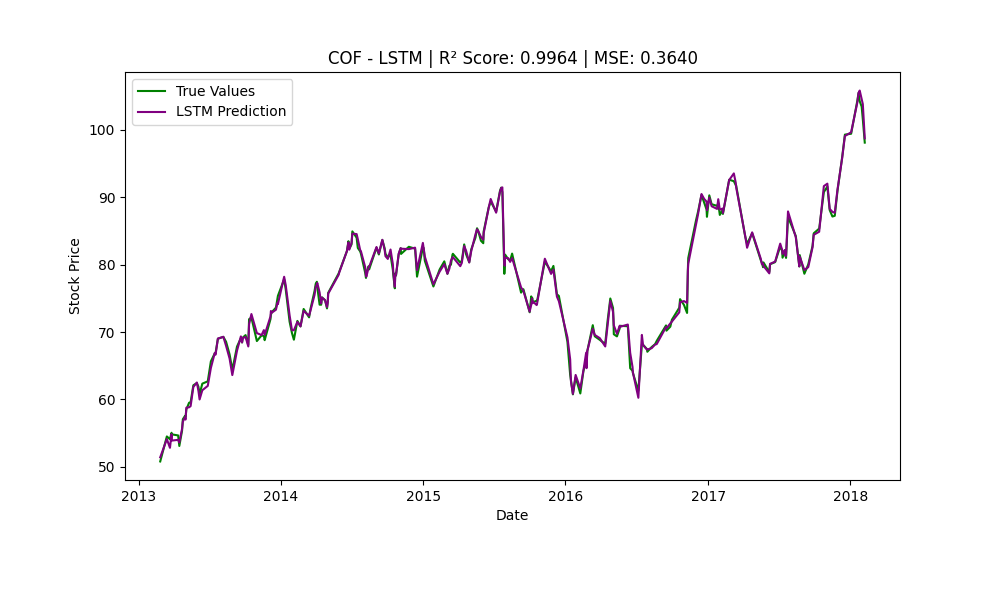 COF - LSTM | R² Score: 0.9964 | MSE: 0.3640
True Values
LSTM Prediction
100
90
80
70
60
50
Stock Price
2013 2014 2015 2016 2017 2018
Date